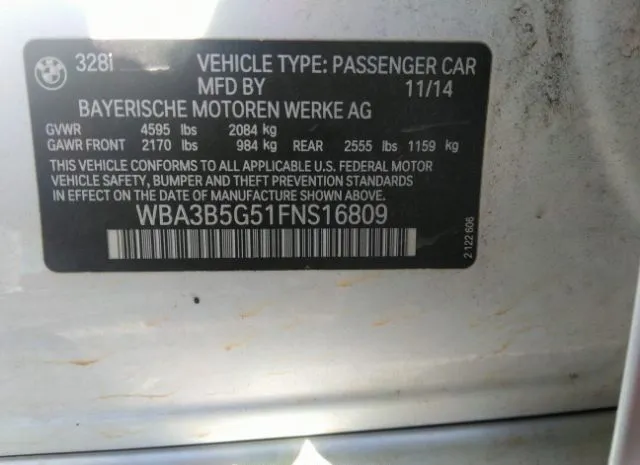 BMW
328i VEHICLE TYPE: PASSENGER CAR
MFD BY 11/14
BAYERISCHE MOTOREN WERKE AG
GVWR 4595 lbs 2084 kg
GAWR FRONT 2170 lbs 984 kg REAR 2555 lbs 1159 kg
THIS VEHICLE CONFORMS TO ALL APPLICABLE U.S. FEDERAL MOTOR
VEHICLE SAFETY, BUMPER AND THEFT PREVENTION STANDARDS
IN EFFECT ON THE DATE OF MANUFACTURE SHOWN ABOVE.
WBA3B5G51FNS16809
2 122 606